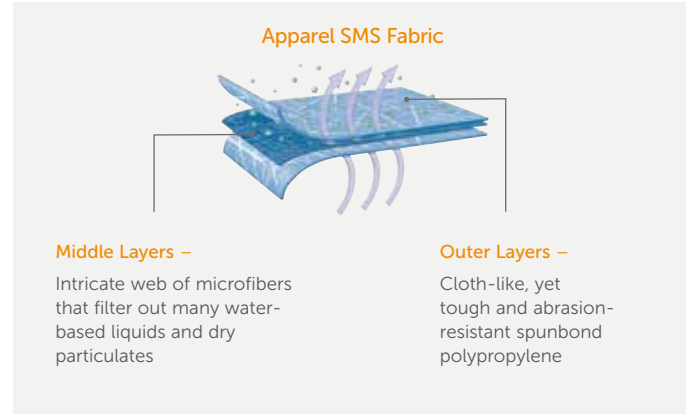 Apparel SMS Fabric
Middle Layers –
Intricate web of microfibers
that filter out many water-
based liquids and dry
particulates
Outer Layers –
Cloth-like, yet
tough and abrasion-
resistant spunbond
polypropylene